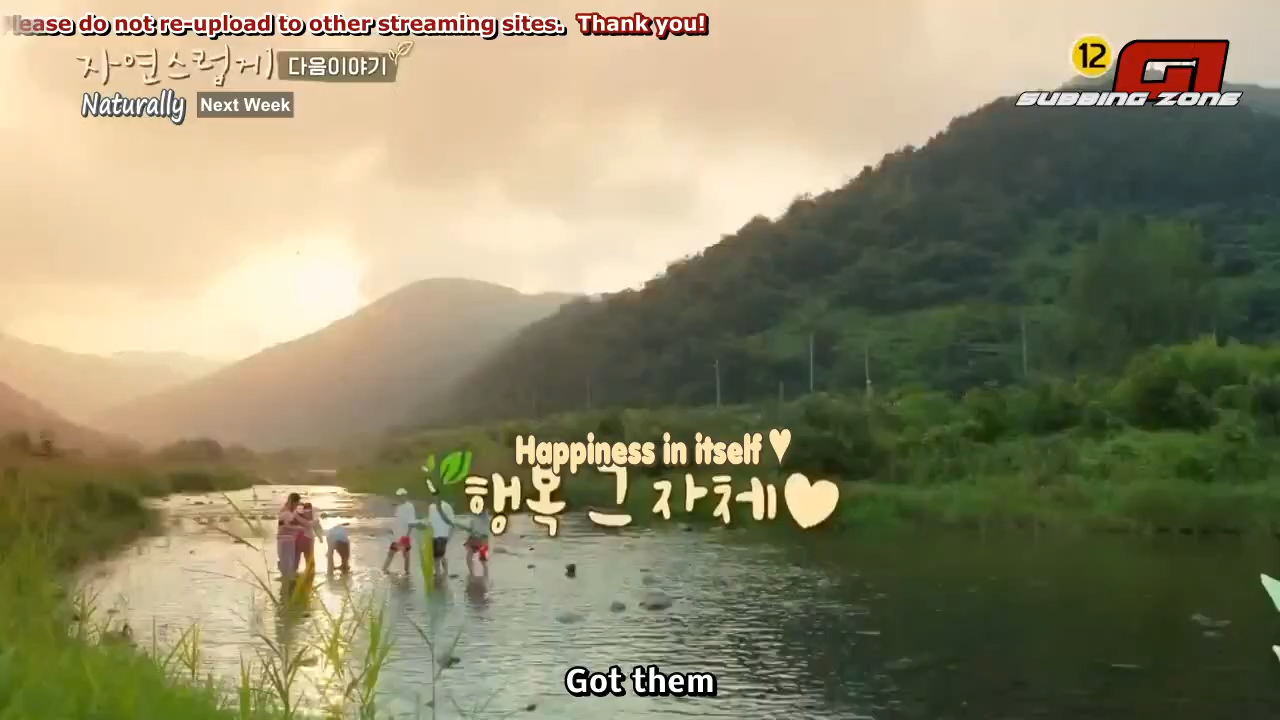 lease do not re-upload to other streaming sites. Thank you!
자연스럽게 다음이야기
Naturally Next Week
12
G1
SUBBING ZONE
Happiness in itself ♥
행복 그 자체♥
Got them